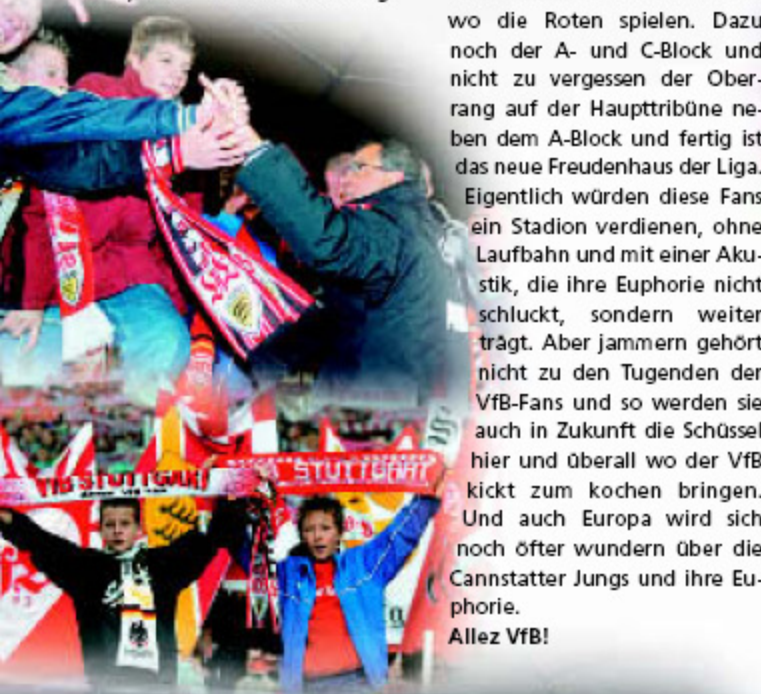 wo die Roten spielen. Dazu
noch der A- und C-Block und
nicht zu vergessen der Ober-
rang auf der Haupttribüne ne-
ben dem A-Block und fertig ist
das neue Freudenhaus der Liga.
Eigentlich würden diese Fans
ein Stadion verdienen, ohne
Laufbahn und mit einer Aku-
stik, die ihre Euphorie nicht
schluckt, sondern weiter
trägt. Aber jammern gehört
nicht zu den Tugenden der
VfB-Fans und so werden sie
auch in Zukunft die Schüssel
hier und überall wo der VfB
kickt zum kochen bringen.
Und auch Europa wird sich
noch öfter wundern über die
Cannstatter Jungs und ihre Eu-
phorie.
Allez VfB!
VFB STUTTGART
STUTTGART